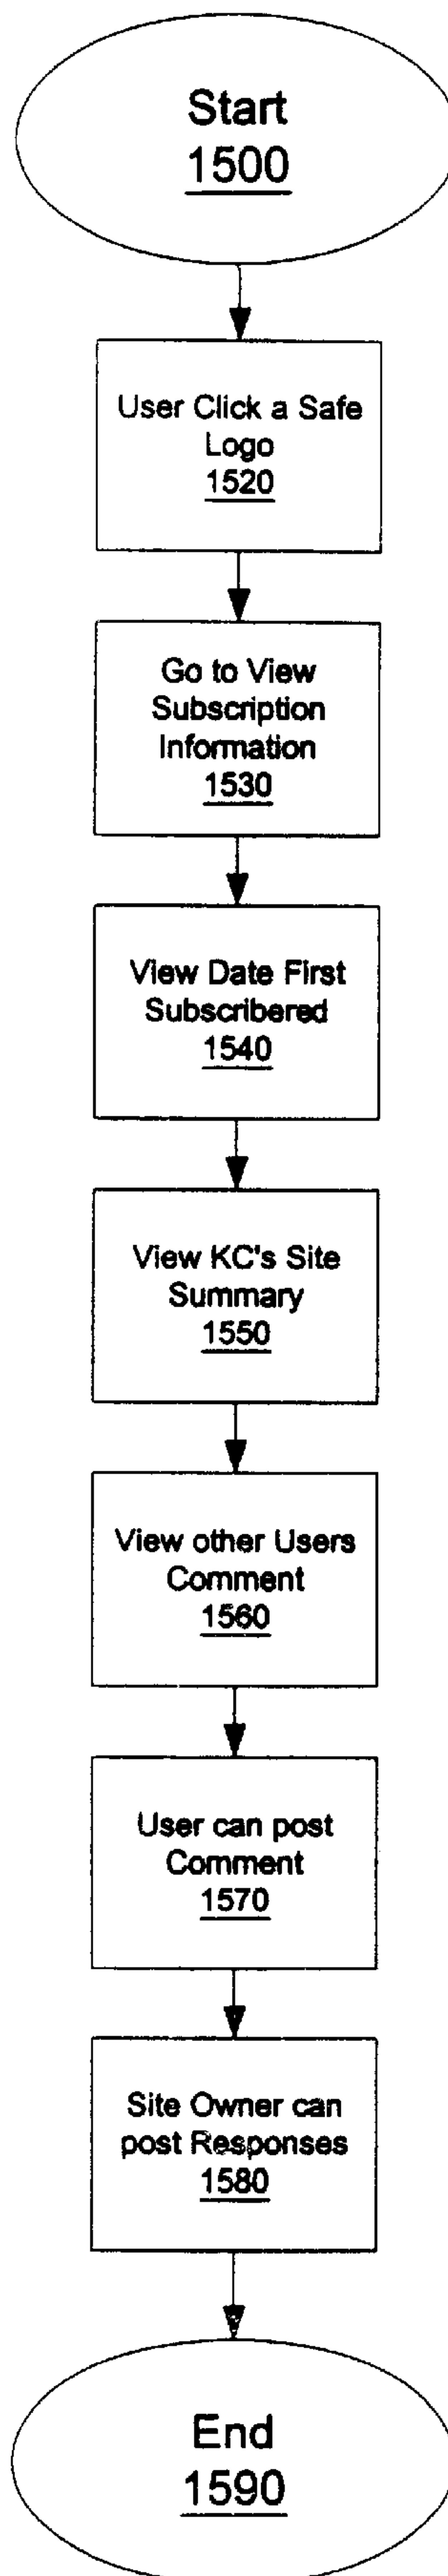 Start
1500
User Click a Safe
Logo
1520
Go to View
Subscription
Information
1530
View Date First
Subscribered
1540
View KC's Site
Summary
1550
View other Users
Comment
1560
User can post
Comment
1570
Site Owner can
post Responses
1580
End
1590